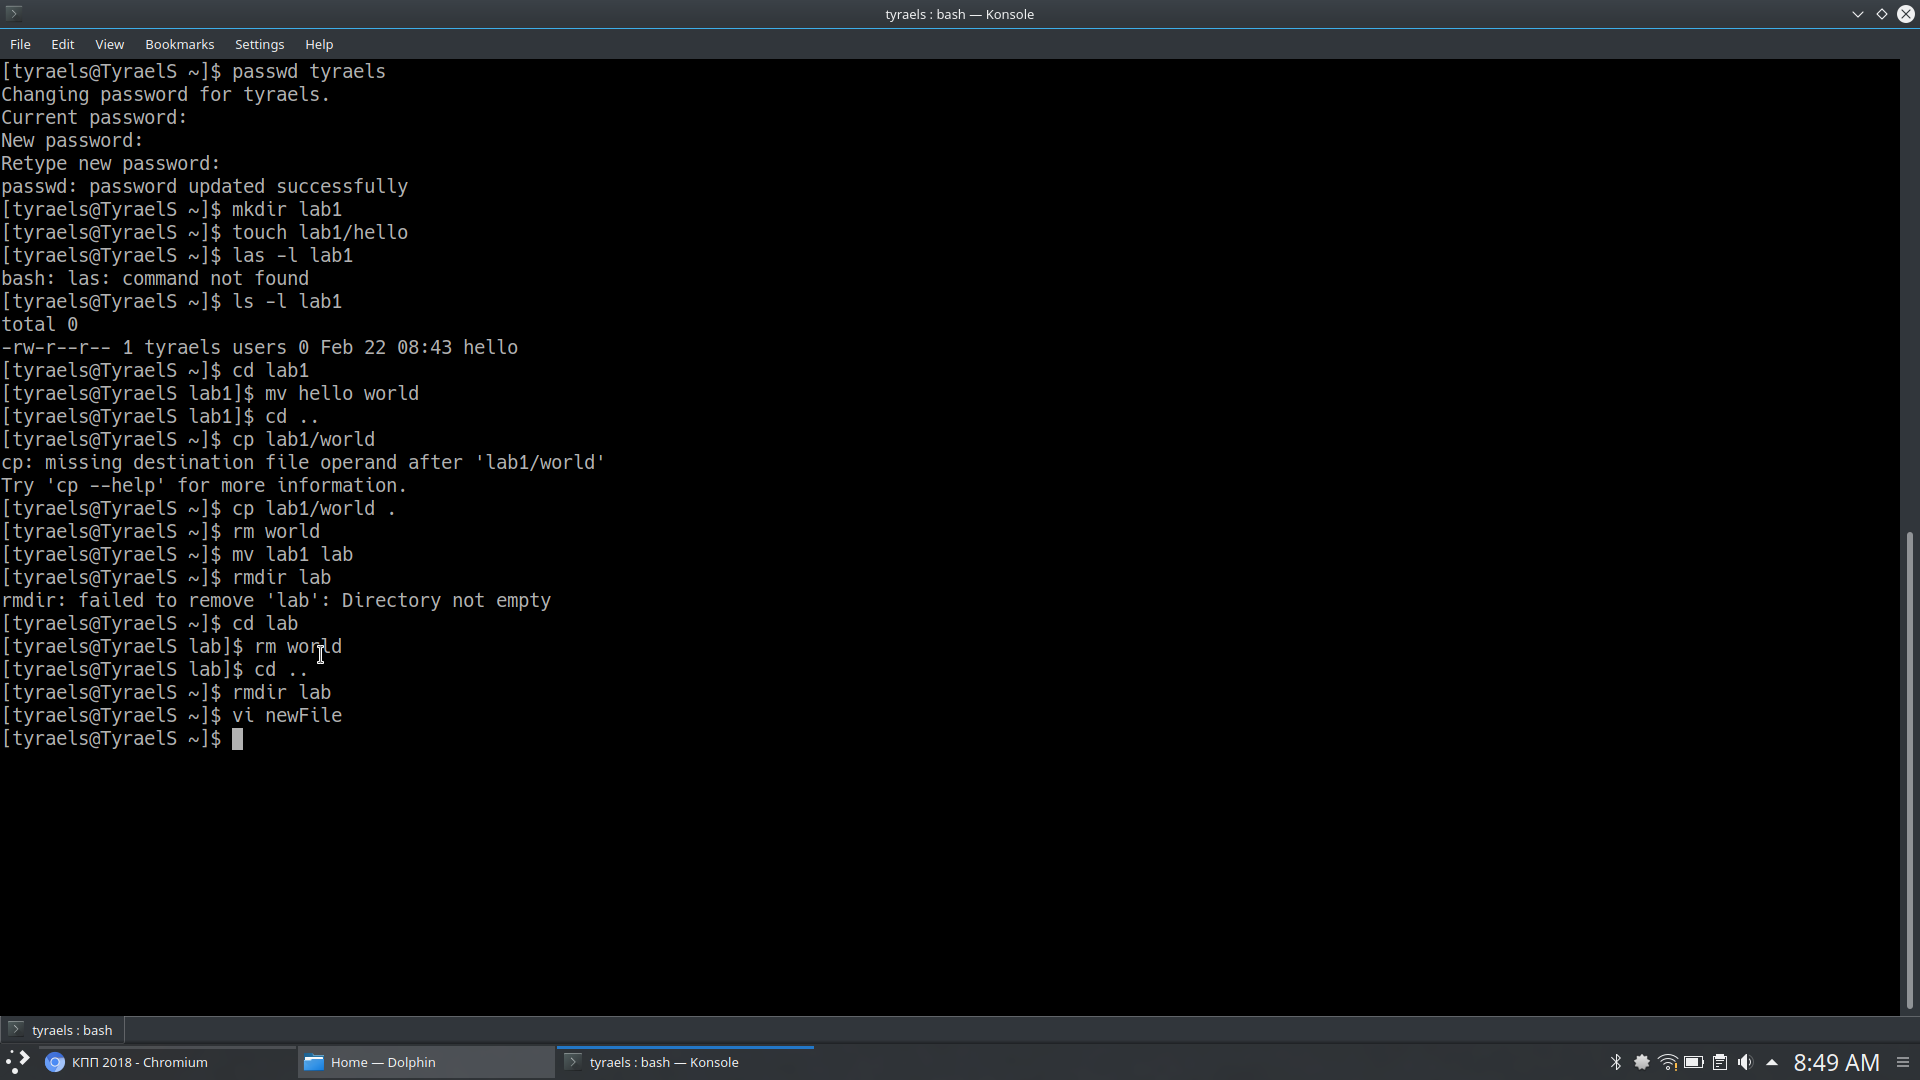 tyraels : bash — Konsole
File Edit View Bookmarks Settings Help
[tyraels@TyraelS ~]$ passwd tyraels
Changing password for tyraels.
Current password:
New password:
Retype new password:
passwd: password updated successfully
[tyraels@TyraelS ~]$ mkdir lab1
[tyraels@TyraelS ~]$ touch lab1/hello
[tyraels@TyraelS ~]$ las -l lab1
bash: las: command not found
[tyraels@TyraelS ~]$ ls -l lab1
total 0
-rw-r--r-- 1 tyraels users 0 Feb 22 08:43 hello
[tyraels@TyraelS ~]$ cd lab1
[tyraels@TyraelS lab1]$ mv hello world
[tyraels@TyraelS lab1]$ cd ..
[tyraels@TyraelS ~]$ cp lab1/world
cp: missing destination file operand after 'lab1/world'
Try 'cp --help' for more information.
[tyraels@TyraelS ~]$ cp lab1/world .
[tyraels@TyraelS ~]$ rm world
[tyraels@TyraelS ~]$ mv lab1 lab
[tyraels@TyraelS ~]$ rmdir lab
rmdir: failed to remove 'lab': Directory not empty
[tyraels@TyraelS ~]$ cd lab
[tyraels@TyraelS lab]$ rm world
[tyraels@TyraelS lab]$ cd ..
[tyraels@TyraelS ~]$ rmdir lab
[tyraels@TyraelS ~]$ vi newFile
[tyraels@TyraelS ~]$
tyraels : bash
КПП 2018 - Chromium Home — Dolphin tyraels : bash — Konsole 8:49 AM